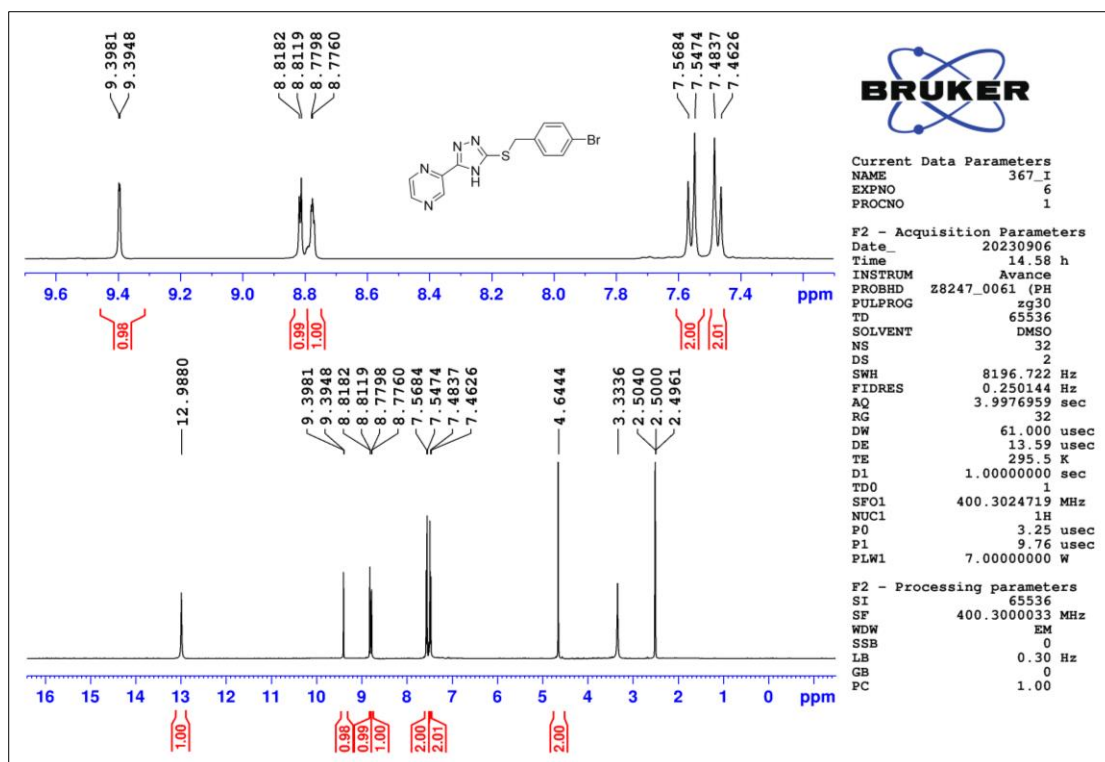 9.3981
9.3948
8.8182
8.8119
8.7798
8.7760
7.5684
7.5474
7.4837
7.4626
N
N
N
NH
N
N
S
Br
9.6 9.4 9.2 9.0 8.8 8.6 8.4 8.2 8.0 7.8 7.6 7.4 ppm
0.98 0.99 1.00 2.00 2.01
12.9880
9.3981
9.3948
8.8182
8.8119
8.7798
8.7760
7.5684
7.5474
7.4837
7.4626
4.6444
3.3336
2.5040
2.5000
2.4961
16 15 14 13 12 11 10 9 8 7 6 5 4 3 2 1 0 ppm
1.00 0.98 0.99 1.00 2.00 2.01 2.00
BRUKER
Current Data Parameters
NAME 367_I
EXPNO 6
PROCNO 1
F2 - Acquisition Parameters
Date_ 20230906
Time 14.58 h
INSTRUM Avance
PROBHD Z8247_0061 (PH
PULPROG zg30
TD 65536
SOLVENT DMSO
NS 32
DS 2
SWH 8196.722 Hz
FIDRES 0.250144 Hz
AQ 3.9976959 sec
RG 32
DW 61.000 usec
DE 13.59 usec
TE 295.5 K
D1 1.00000000 sec
TD0 1
SFO1 400.3024719 MHz
NUC1 1H
P0 3.25 usec
P1 9.76 usec
PLW1 7.00000000 W
F2 - Processing parameters
SI 65536
SF 400.3000033 MHz
WDW EM
SSB 0
LB 0.30 Hz
GB 0
PC 1.00